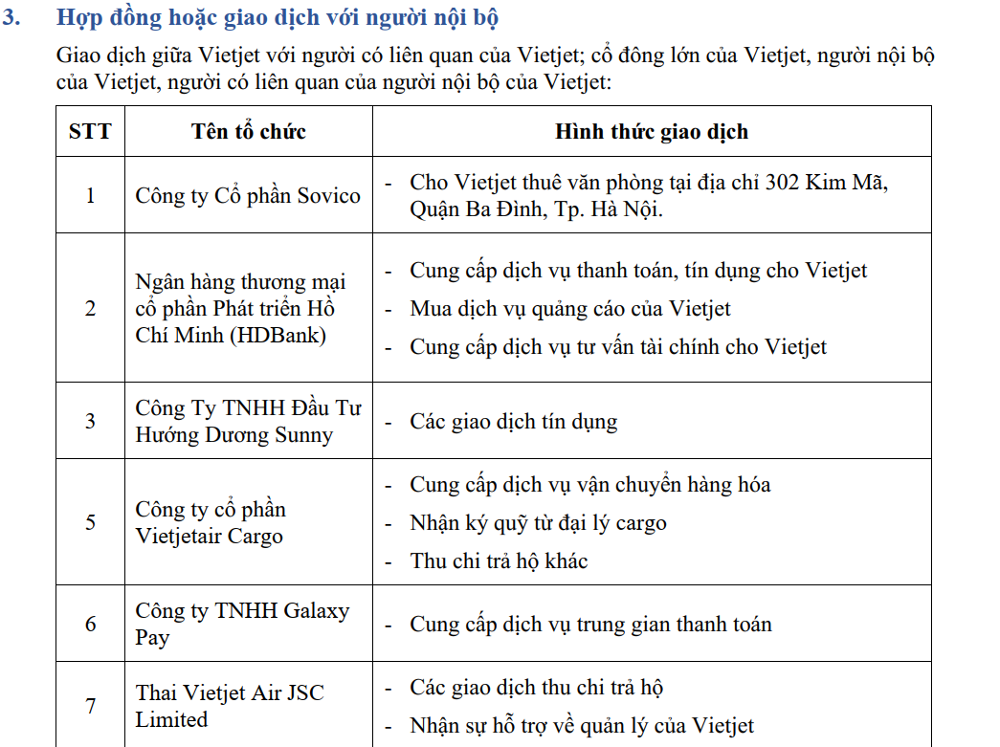 3. Hợp đồng hoặc giao dịch với người nội bộ
Giao dịch giữa Vietjet với người có liên quan của Vietjet; cổ đông lớn của Vietjet, người nội bộ
của Vietjet, người có liên quan của người nội bộ của Vietjet:
STT Tên tổ chức Hình thức giao dịch
1 Công ty Cổ phần Sovico
- Cho Vietjet thuê văn phòng tại địa chỉ 302 Kim Mã,
Quận Ba Đình, Tp. Hà Nội.
2
Ngân hàng thương mại
cổ phần Phát triển Hồ
Chí Minh (HDBank)
- Cung cấp dịch vụ thanh toán, tín dụng cho Vietjet
- Mua dịch vụ quảng cáo của Vietjet
- Cung cấp dịch vụ tư vấn tài chính cho Vietjet
3
Công Ty TNHH Đầu Tư
Hướng Dương Sunny
- Các giao dịch tín dụng
5
Công ty cổ phần
Vietjetair Cargo
- Cung cấp dịch vụ vận chuyển hàng hóa
- Nhận ký quỹ từ đại lý cargo
- Thu chi trả hộ khác
6
Công ty TNHH Galaxy
Pay
- Cung cấp dịch vụ trung gian thanh toán
7
Thai Vietjet Air JSC
Limited
- Các giao dịch thu chi trả hộ
- Nhận sự hỗ trợ về quản lý của Vietjet